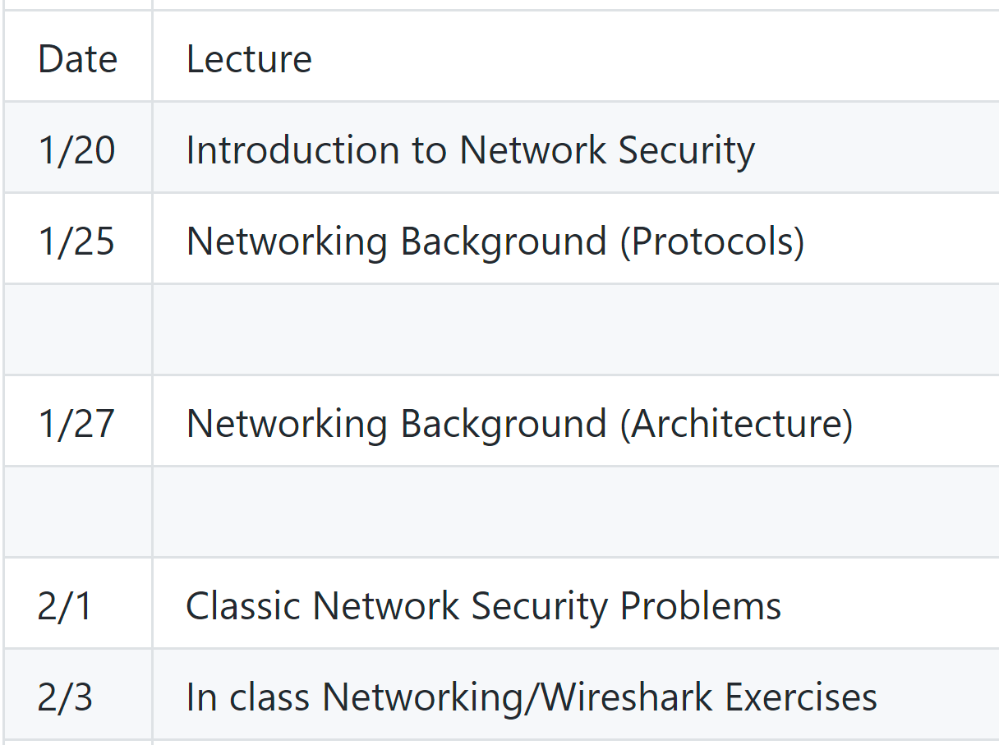 Date Lecture
1/20 Introduction to Network Security
1/25 Networking Background (Protocols)
1/27 Networking Background (Architecture)
2/1 Classic Network Security Problems
2/3 In class Networking/Wireshark Exercises